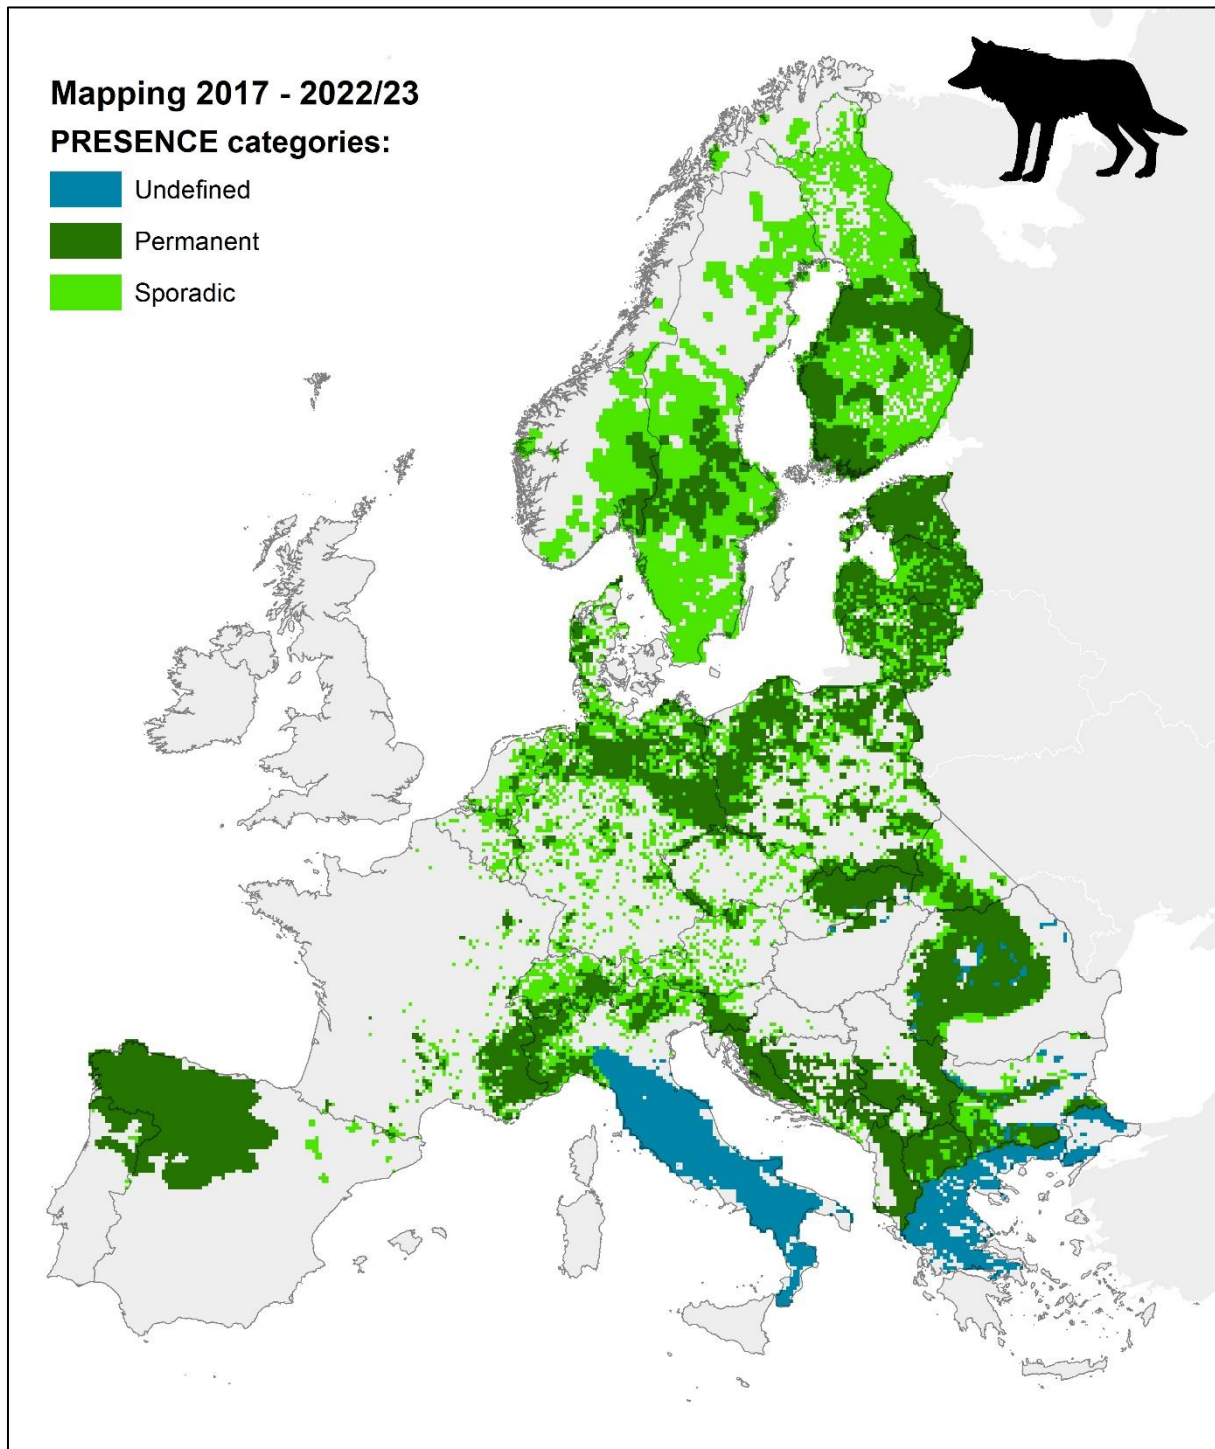 Mapping 2017 - 2022/23
PRESENCE categories:
Undefined
Permanent
Sporadic